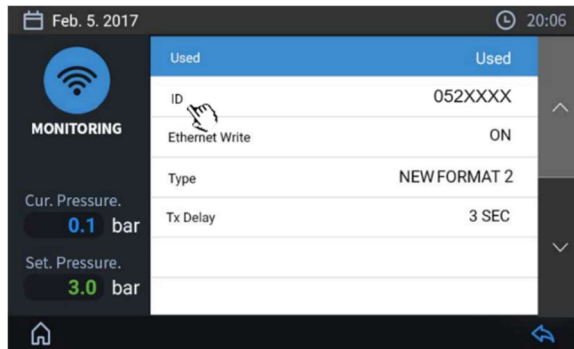 Feb. 5. 2017
20:06
MONITORING
Cur. Pressure.
0.1 bar
Set. Pressure.
3.0 bar
Used Used
ID 052XXXX
Ethernet Write ON
Type NEW FORMAT 2
Tx Delay 3 SEC